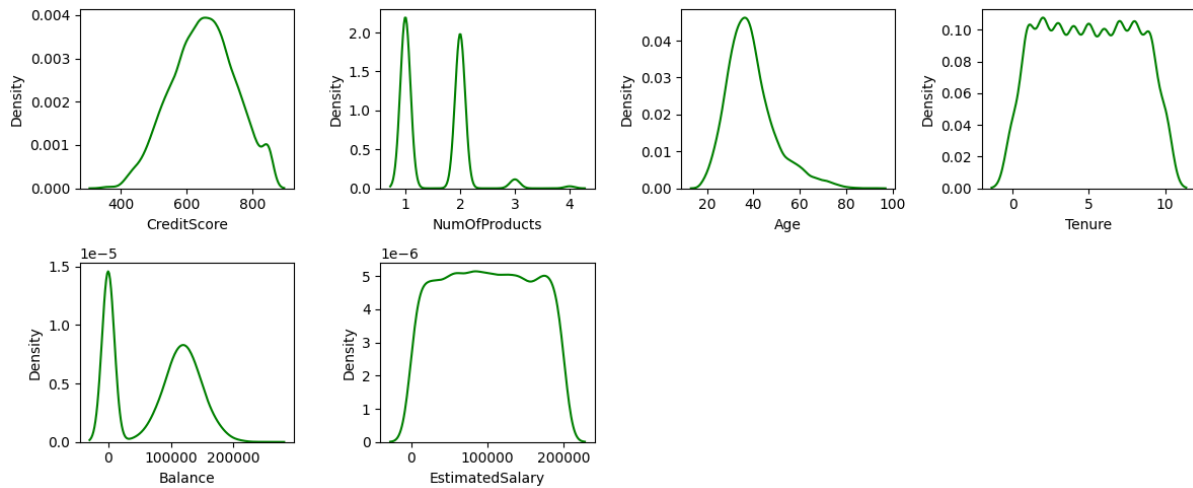 Density
0.004
0.003
0.002
0.001
0.000
400 600 800
CreditScore
Density
2.0
1.5
1.0
0.5
0.0
1 2 3 4
NumOfProducts
Density
0.04
0.03
0.02
0.01
0.00
20 40 60 80 100
Age
Density
0.10
0.08
0.06
0.04
0.02
0.00
0 5 10
Tenure
1e−5
Density
1.5
1.0
0.5
0.0
0 100000 200000
Balance
1e−6
Density
5
4
3
2
1
0
0 100000 200000
EstimatedSalary